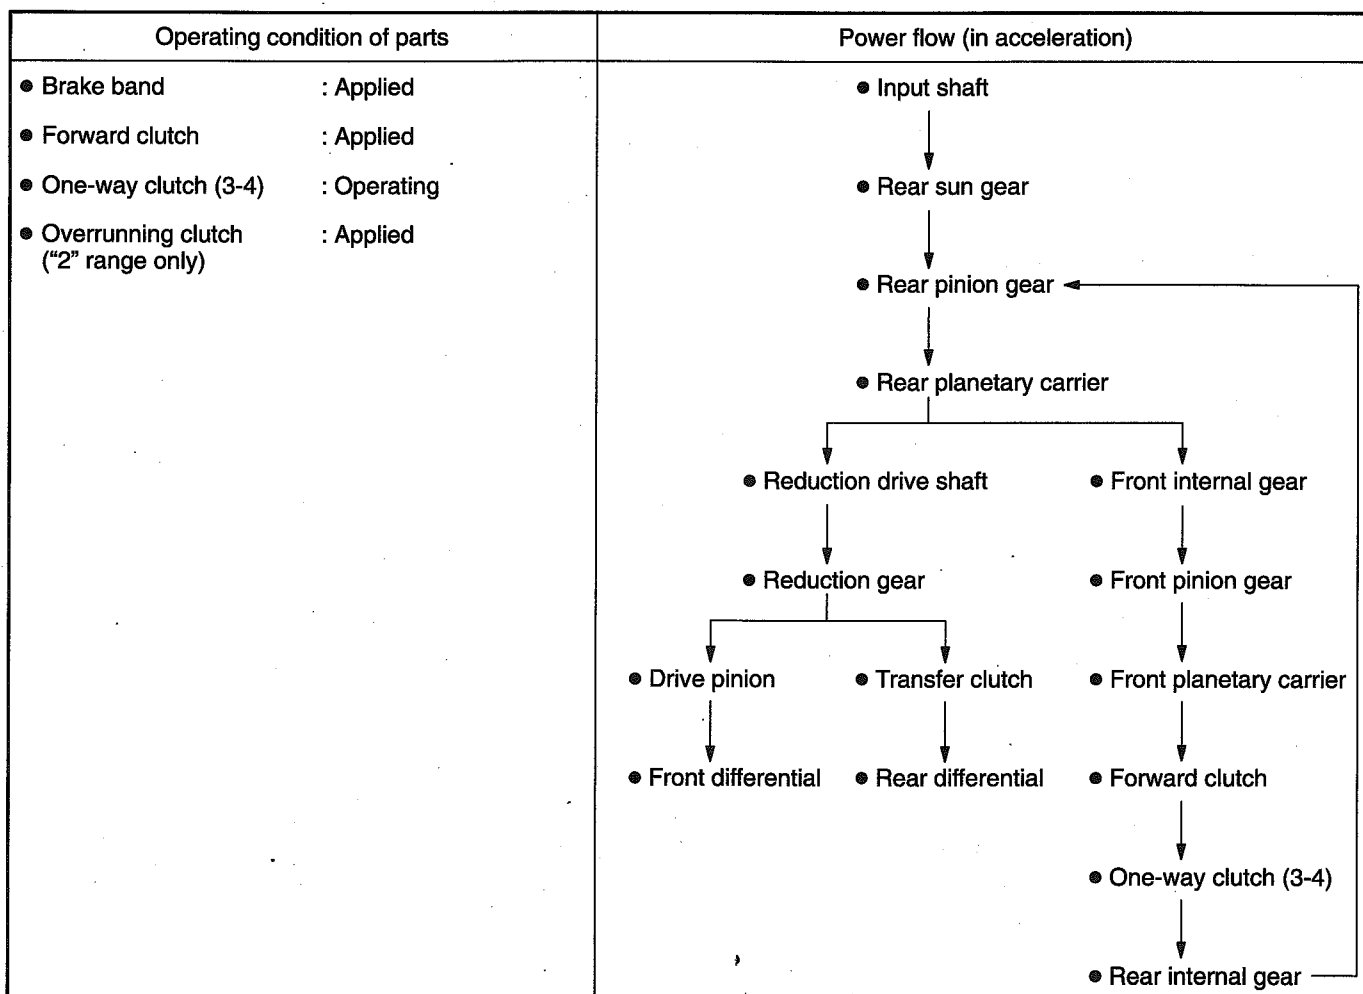 Operating condition of parts
Power flow (in acceleration)
● Brake band : Applied
● Forward clutch : Applied
● One-way clutch (3-4) : Operating
● Overrunning clutch : Applied
(“2” range only)
● Input shaft
● Rear sun gear
● Rear pinion gear
● Rear planetary carrier
● Reduction drive shaft
● Front internal gear
● Reduction gear
● Front pinion gear
● Drive pinion
● Transfer clutch
● Front planetary carrier
● Front differential
● Rear differential
● Forward clutch
● One-way clutch (3-4)
● Rear internal gear